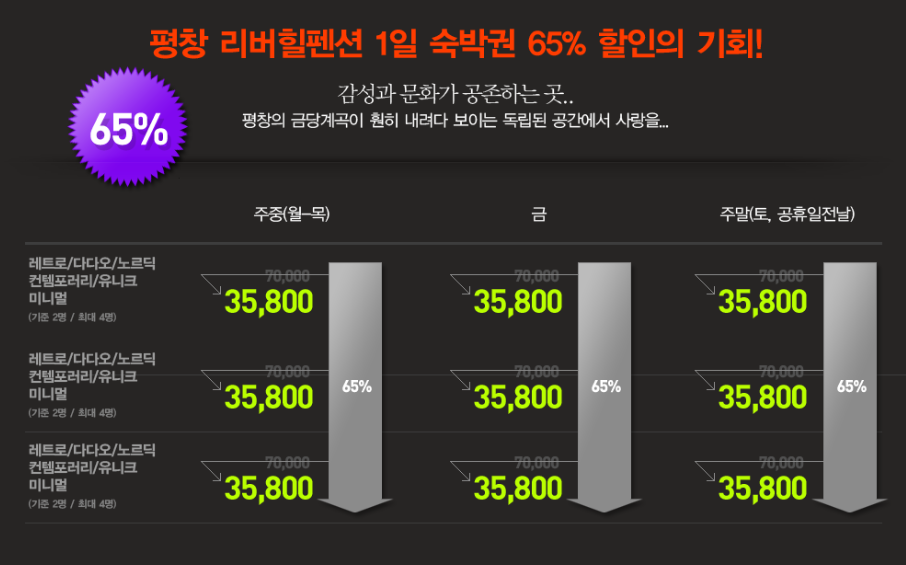 평창 리버힐펜션 1일 숙박권 65% 할인의 기회!
65%
감성과 문화가 공존하는 곳..
평창의 금당계곡이 훤히 내려다 보이는 독립된 공간에서 사랑을...
주중(월-목) 금 주말(토, 공휴일전날)
레트로/다다오/노르딕
컨템포러리/유니크
미니멀
(기준 2명 / 최대 4명)
70,000 70,000 70,000
35,800 35,800 35,800
레트로/다다오/노르딕
컨템포러리/유니크
미니멀
(기준 2명 / 최대 4명)
70,000 70,000 70,000
35,800 65% 35,800 65% 35,800 65%
레트로/다다오/노르딕
컨템포러리/유니크
미니멀
(기준 2명 / 최대 4명)
70,000 70,000 70,000
35,800 35,800 35,800